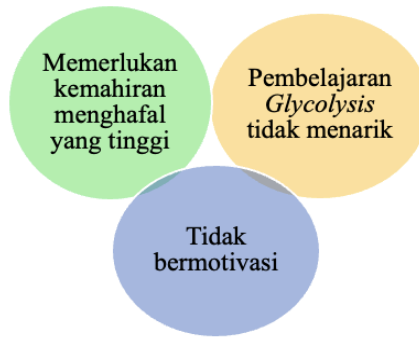 Memerlukan
kemahiran
menghafal
yang tinggi
Pembelajaran
Glycolysis
tidak menarik
Tidak
bermotivasi